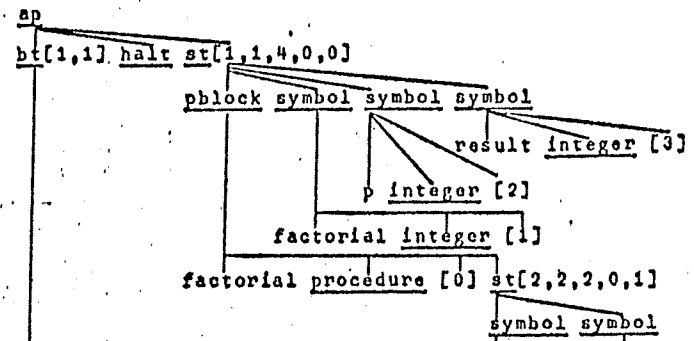 ap
bt[1,1] halt st[1,1,4,0,0]
pblock symbol symbol symbol
result integer [3]
p integer [2]
factorial integer [1]
factorial procedure [0] st[2,2,2,0,1]
symbol symbol